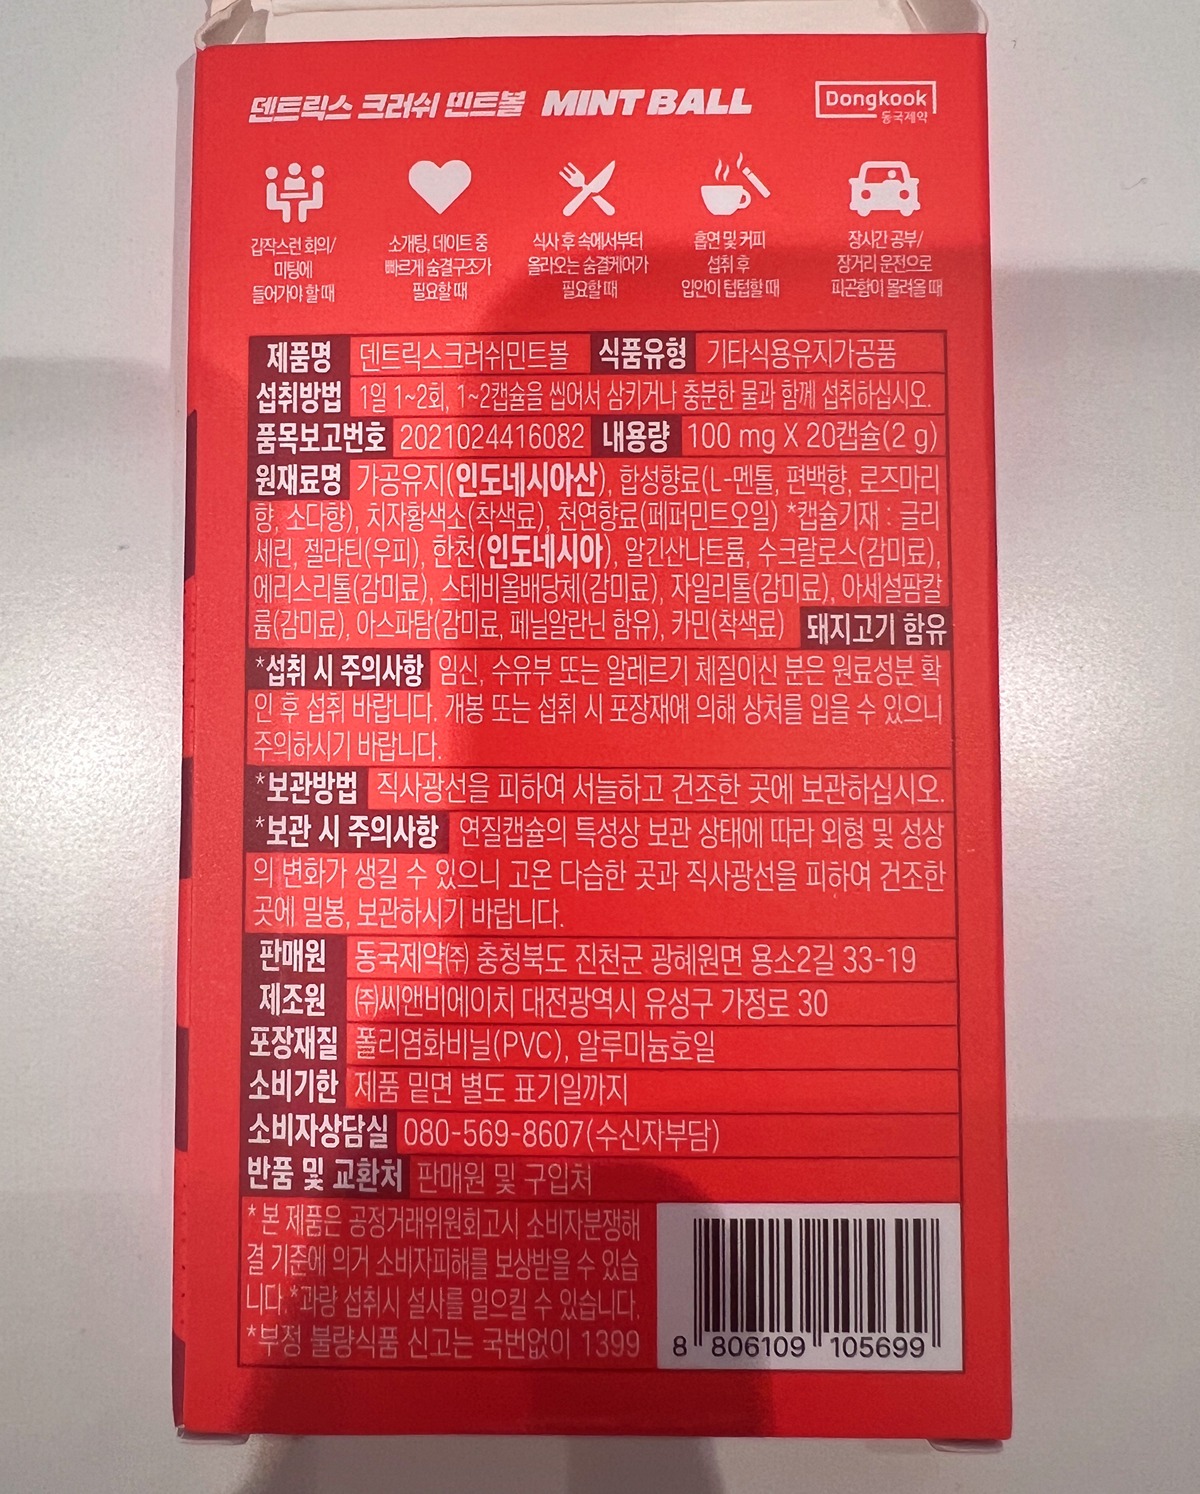 덴트릭스 크러쉬 민트볼 MINT BALL
Dongkook
동국제약
갑작스런 회의/
미팅에
들어가야 할 때
소개팅, 데이트 중
빠르게 숨결구조가
필요할 때
식사 후 속에서부터
올라오는 숨결케어가
필요할 때
흡연 및 커피
섭취 후
입안이 텁텁할 때
장시간 공부/
장거리 운전으로
피곤함이 몰려올 때
제품명 덴트릭스크러쉬민트볼 식품유형 기타식용유지가공품
섭취방법 1일 1~2회, 1~2캡슐을 씹어서 삼키거나 충분한 물과 함께 섭취하십시오.
품목보고번호 2021024416082 내용량 100 mg X 20캡슐(2 g)
원재료명 가공유지(인도네시아산), 합성향료(L-멘톨, 편백향, 로즈마리
향, 소다향), 치자황색소(착색료), 천연향료(페퍼민트오일) *캡슐기재 : 글리
세린, 젤라틴(우피), 한천(인도네시아), 알긴산나트륨, 수크랄로스(감미료),
에리스리톨(감미료), 스테비올배당체(감미료), 자일리톨(감미료), 아세설팜칼
륨(감미료), 아스파탐(감미료, 페닐알란닌 함유), 카민(착색료) 돼지고기 함유
*섭취 시 주의사항 임신, 수유부 또는 알레르기 체질이신 분은 원료성분 확
인 후 섭취 바랍니다. 개봉 또는 섭취 시 포장재에 의해 상처를 입을 수 있으니
주의하시기 바랍니다.
*보관방법 직사광선을 피하여 서늘하고 건조한 곳에 보관하십시오.
*보관 시 주의사항 연질캡슐의 특성상 보관 상태에 따라 외형 및 성상
의 변화가 생길 수 있으니 고온 다습한 곳과 직사광선을 피하여 건조한
곳에 밀봉, 보관하시기 바랍니다.
판매원 동국제약㈜ 충청북도 진천군 광혜원면 용소2길 33-19
제조원 ㈜씨앤비에이치 대전광역시 유성구 가정로 30
포장재질 폴리염화비닐(PVC), 알루미늄호일
소비기한 제품 밑면 별도 표기일까지
소비자상담실 080-569-8607(수신자부담)
반품 및 교환처 판매원 및 구입처
* 본 제품은 공정거래위원회고시 소비자분쟁해
결 기준에 의거 소비자피해를 보상받을 수 있습
니다.*과량 섭취시 설사를 일으킬 수 있습니다.
*부정 불량식품 신고는 국번없이 1399
8 806109 105699